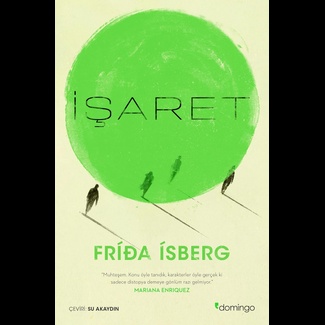 İŞARET
FRÍÐA ÍSBERG
"Muhteşem. Konu öyle tanıdık, karakterler öyle gerçek ki
sadece distopya demeye gönlüm razı gelmiyor."
MARIANA ENRIQUEZ
ÇEVİRİ: SU AKAYDIN
domingo